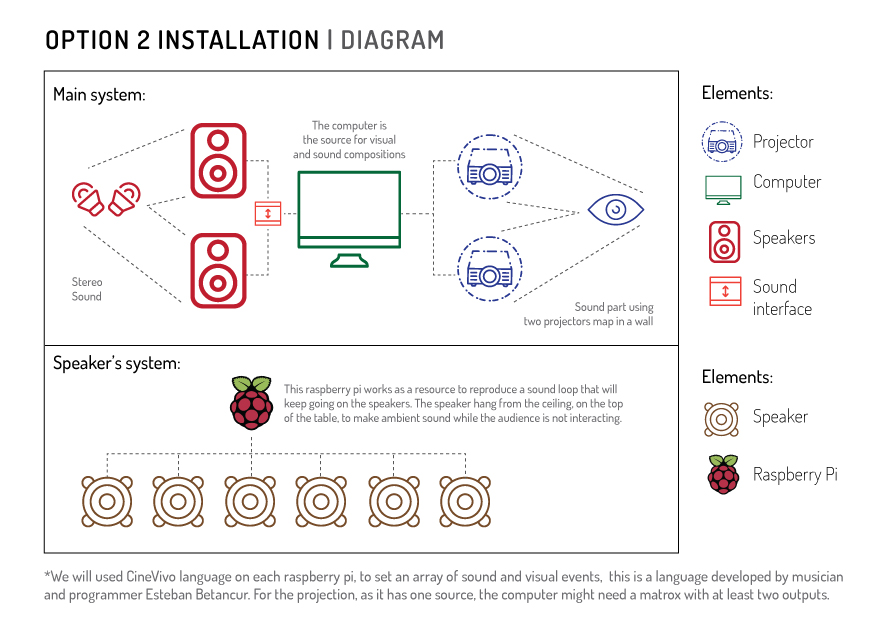 OPTION 2 INSTALLATION | DIAGRAM
Main system:
The computer is
the source for visual
and sound compositions
Stereo
Sound
Sound part using
two projectors map in a wall
Elements:
Projector
Computer
Speakers
Sound
interface
Speaker's system:
This raspberry pi works as a resource to reproduce a sound loop that will
keep going on the speakers. The speaker hang from the ceiling, on the top
of the table, to make ambient sound while the audience is not interacting.
Elements:
Speaker
Raspberry Pi
*We will used CineVivo language on each raspberry pi, to set an array of sound and visual events, this is a language developed by musician
and programmer Esteban Betancur. For the projection, as it has one source, the computer might need a matrox with at least two outputs.